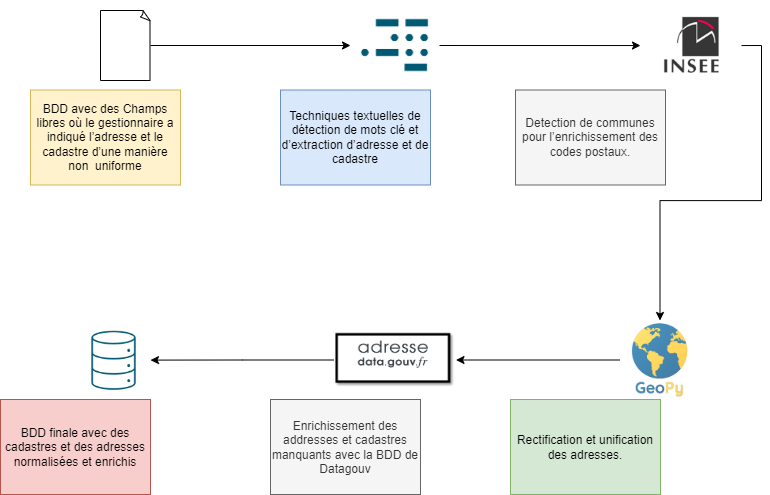 INSEE
BDD avec des Champs
libres où le gestionnaire a
indiqué l'adresse et le
cadastre d'une manière
non uniforme
Techniques textuelles de
détection de mots clé et
d'extraction d'adresse et de
cadastre
Detection de communes
pour l'enrichissement des
codes postaux.
adresse
data.gouv.fr
GeoPy
BDD finale avec des
cadastres et des adresses
normalisées et enrichis
Enrichissement des
addresses et cadastres
manquants avec la BDD de
Datagouv
Rectification et unification
des adresses.